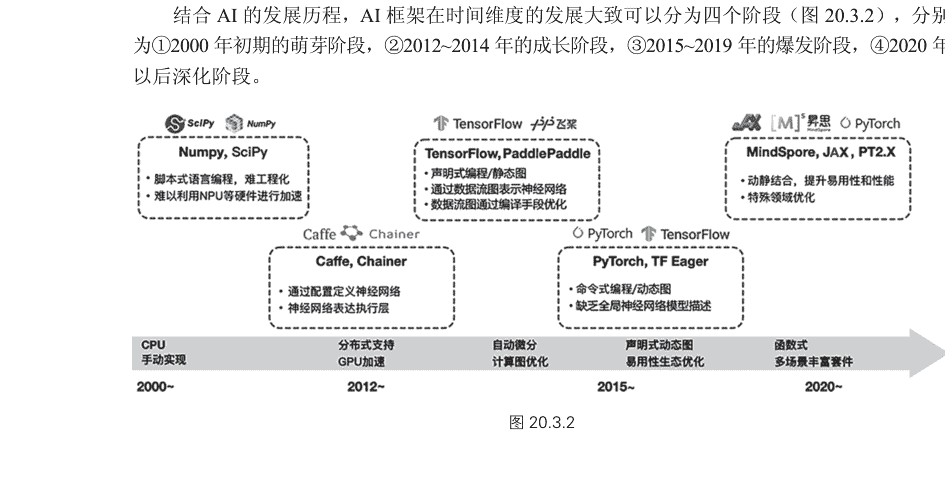 结合 AI 的发展历程，AI 框架在时间维度的发展大致可以分为四个阶段（图 20.3.2），分别
为①2000 年初期的萌芽阶段，②2012~2014 年的成长阶段，③2015~2019 年的爆发阶段，④2020 年
以后深化阶段。
SciPy NumPy
Numpy, SciPy
• 脚本式语言编程，难工程化
• 难以利用NPU等硬件进行加速
TensorFlow 飞桨
TensorFlow, PaddlePaddle
• 声明式编程/静态图
• 通过数据流图表示神经网络
• 数据流图通过编译手段优化
JAX [M]s 昇思 MindSpore PyTorch
MindSpore, JAX , PT2.X
• 动静结合，提升易用性和性能
• 特殊领域优化
Caffe Chainer
Caffe, Chainer
• 通过配置定义神经网络
• 神经网络表达执行层
PyTorch TensorFlow
PyTorch, TF Eager
• 命令式编程/动态图
• 缺乏全局神经网络模型描述
CPU
手动实现
分布式支持
GPU加速
自动微分
计算图优化
声明式动态图
易用性生态优化
函数式
多场景丰富套件
2000~ 2012~ 2015~ 2020~
图 20.3.2